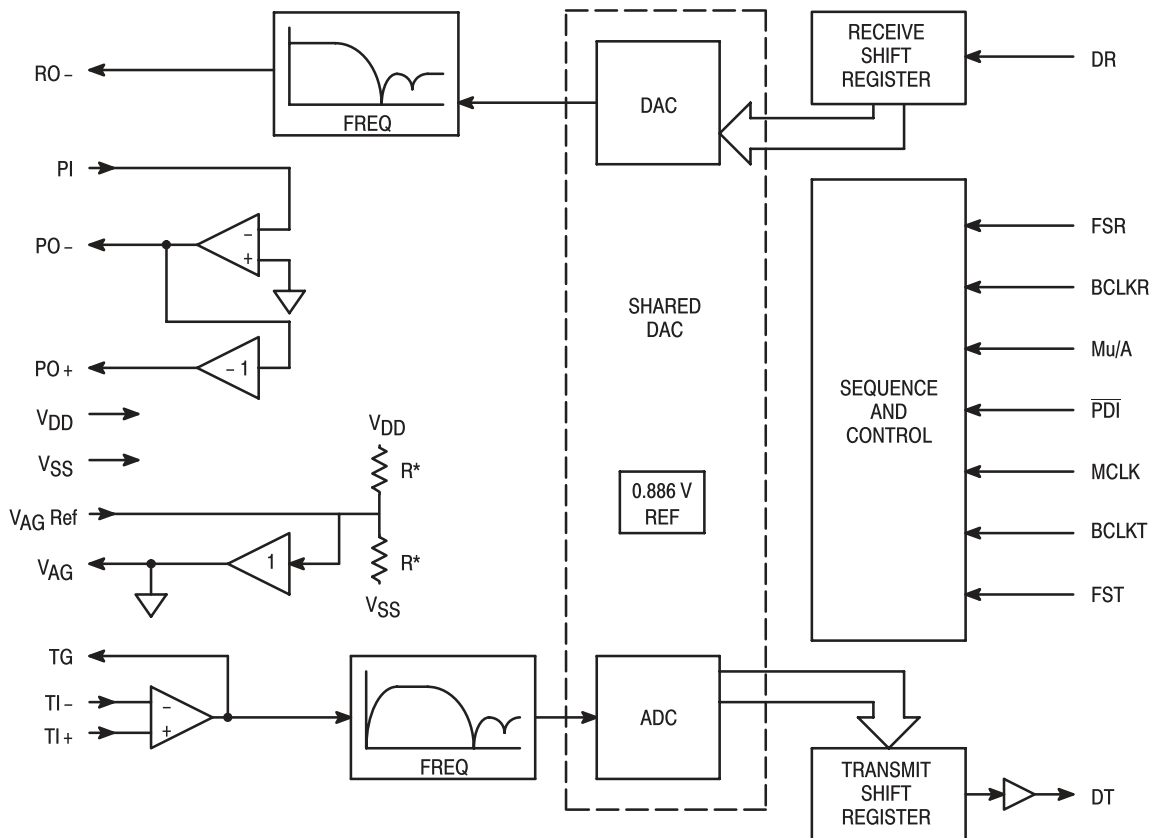 RO –
FREQ
DAC
RECEIVE
SHIFT
REGISTER
DR
PI
PO –
–
+
PO +
– 1
SHARED
DAC
SEQUENCE
AND
CONTROL
FSR
BCLKR
Mu/A
PDI
MCLK
BCLKT
FST
VDD
VSS
VDD
R*
VAG Ref
0.886 V
REF
VAG
1
R*
VSS
TG
TI –
–
TI +
+
FREQ
ADC
TRANSMIT
SHIFT
REGISTER
DT